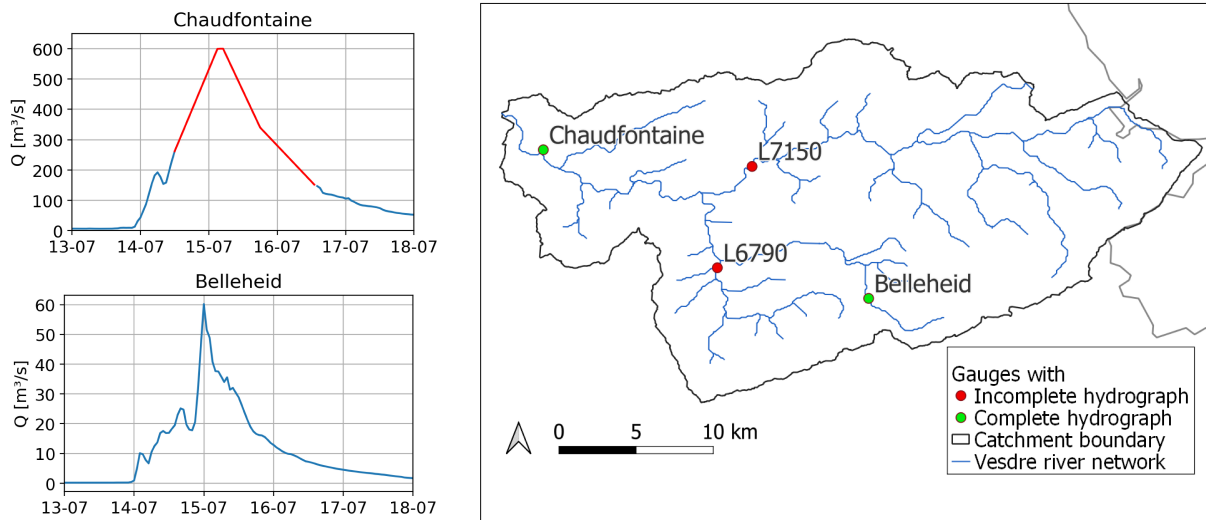 Chaudfontaine
Q [m³/s]
600
500
400
300
200
100
0
13-07 14-07 15-07 16-07 17-07 18-07
Belleheid
Q [m³/s]
60
50
40
30
20
10
0
13-07 14-07 15-07 16-07 17-07 18-07
Chaudfontaine
L7150
L6790
Belleheid
0 5 10 km
Gauges with
Incomplete hydrograph
Complete hydrograph
Catchment boundary
Vesdre river network